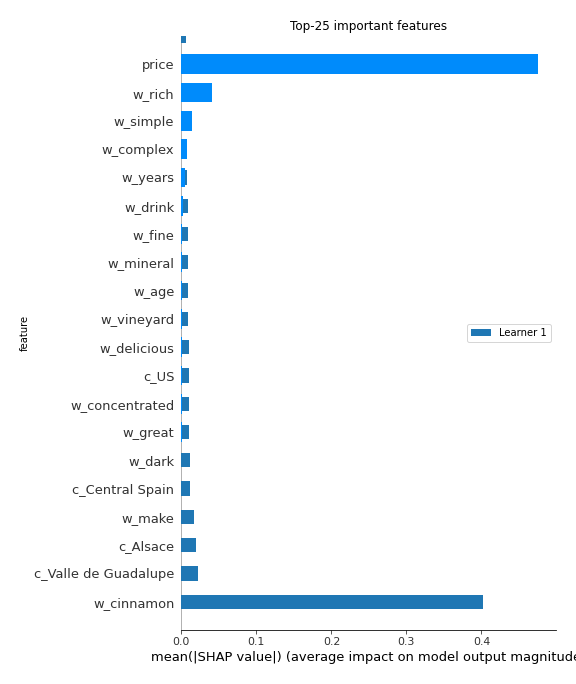 Top-25 important features
price
w_rich
w_simple
w_complex
w_years
w_drink
w_fine
w_mineral
w_age
w_vineyard
w_delicious
c_US
w_concentrated
w_great
w_dark
c_Central Spain
w_make
c_Alsace
c_Valle de Guadalupe
w_cinnamon
feature
Learner 1
0.0 0.1 0.2 0.3 0.4
mean(|SHAP value|) (average impact on model output magnitude